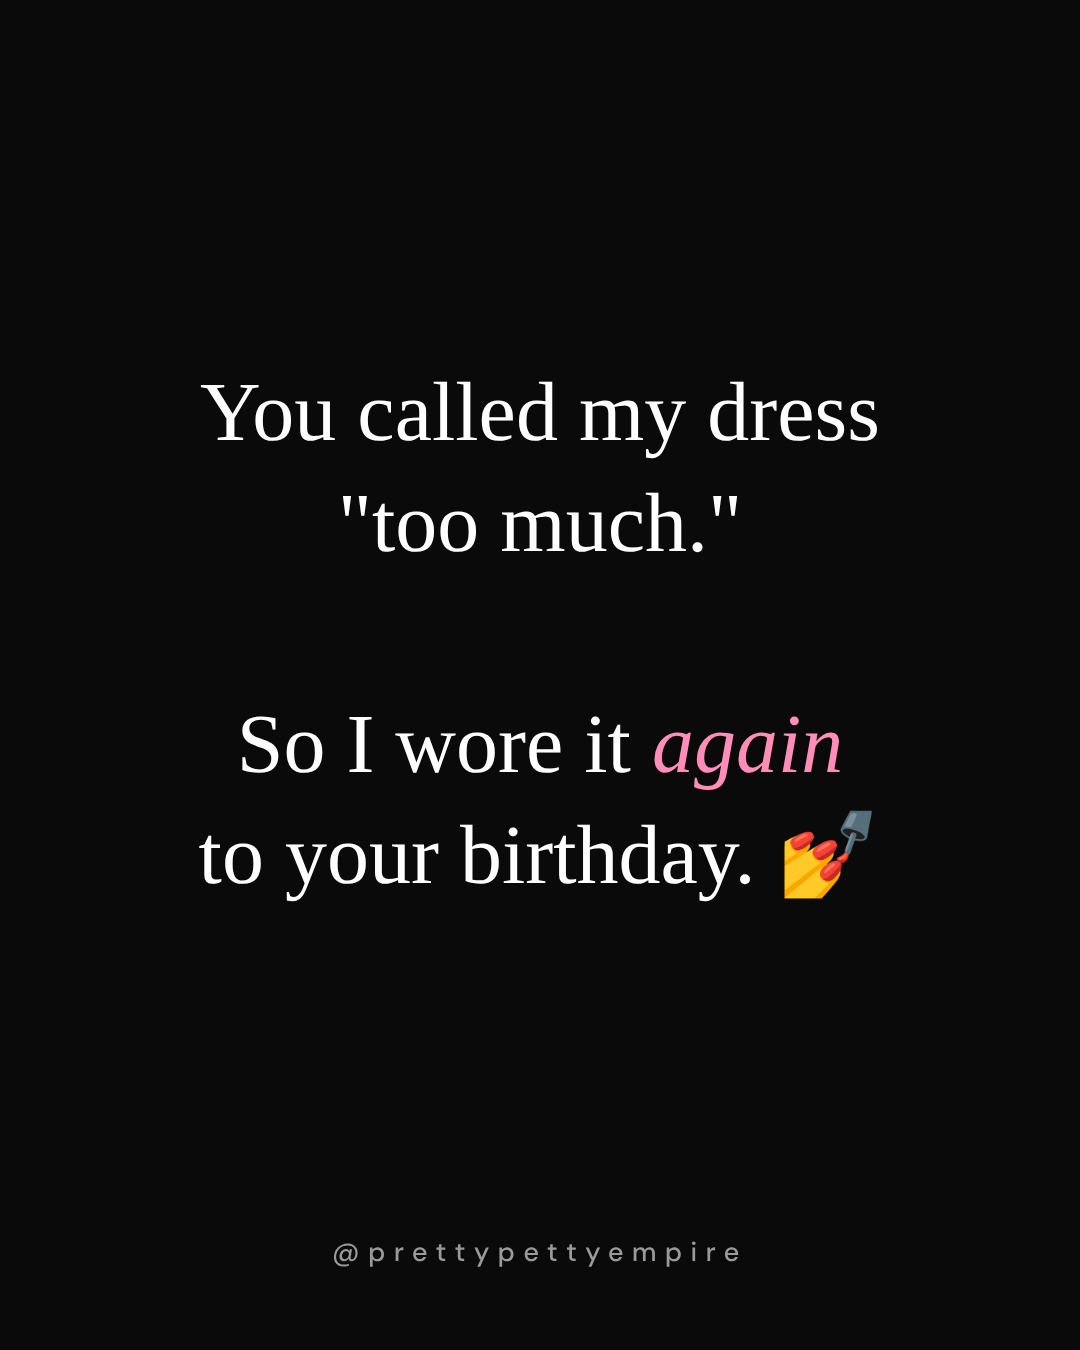 You called my dress
"too much."
So I wore it again
to your birthday. 💅
@prettypettyempire